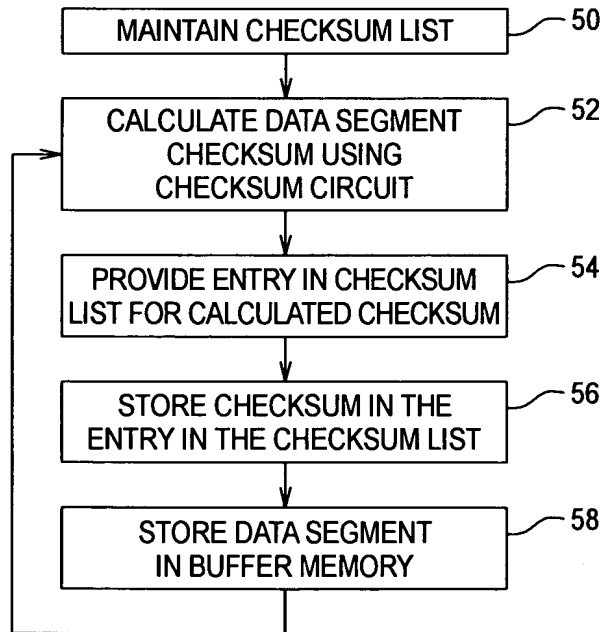 MAINTAIN CHECKSUM LIST
50
CALCULATE DATA SEGMENT
CHECKSUM USING
CHECKSUM CIRCUIT
52
PROVIDE ENTRY IN CHECKSUM
LIST FOR CALCULATED CHECKSUM
54
STORE CHECKSUM IN THE
ENTRY IN THE CHECKSUM LIST
56
STORE DATA SEGMENT
IN BUFFER MEMORY
58